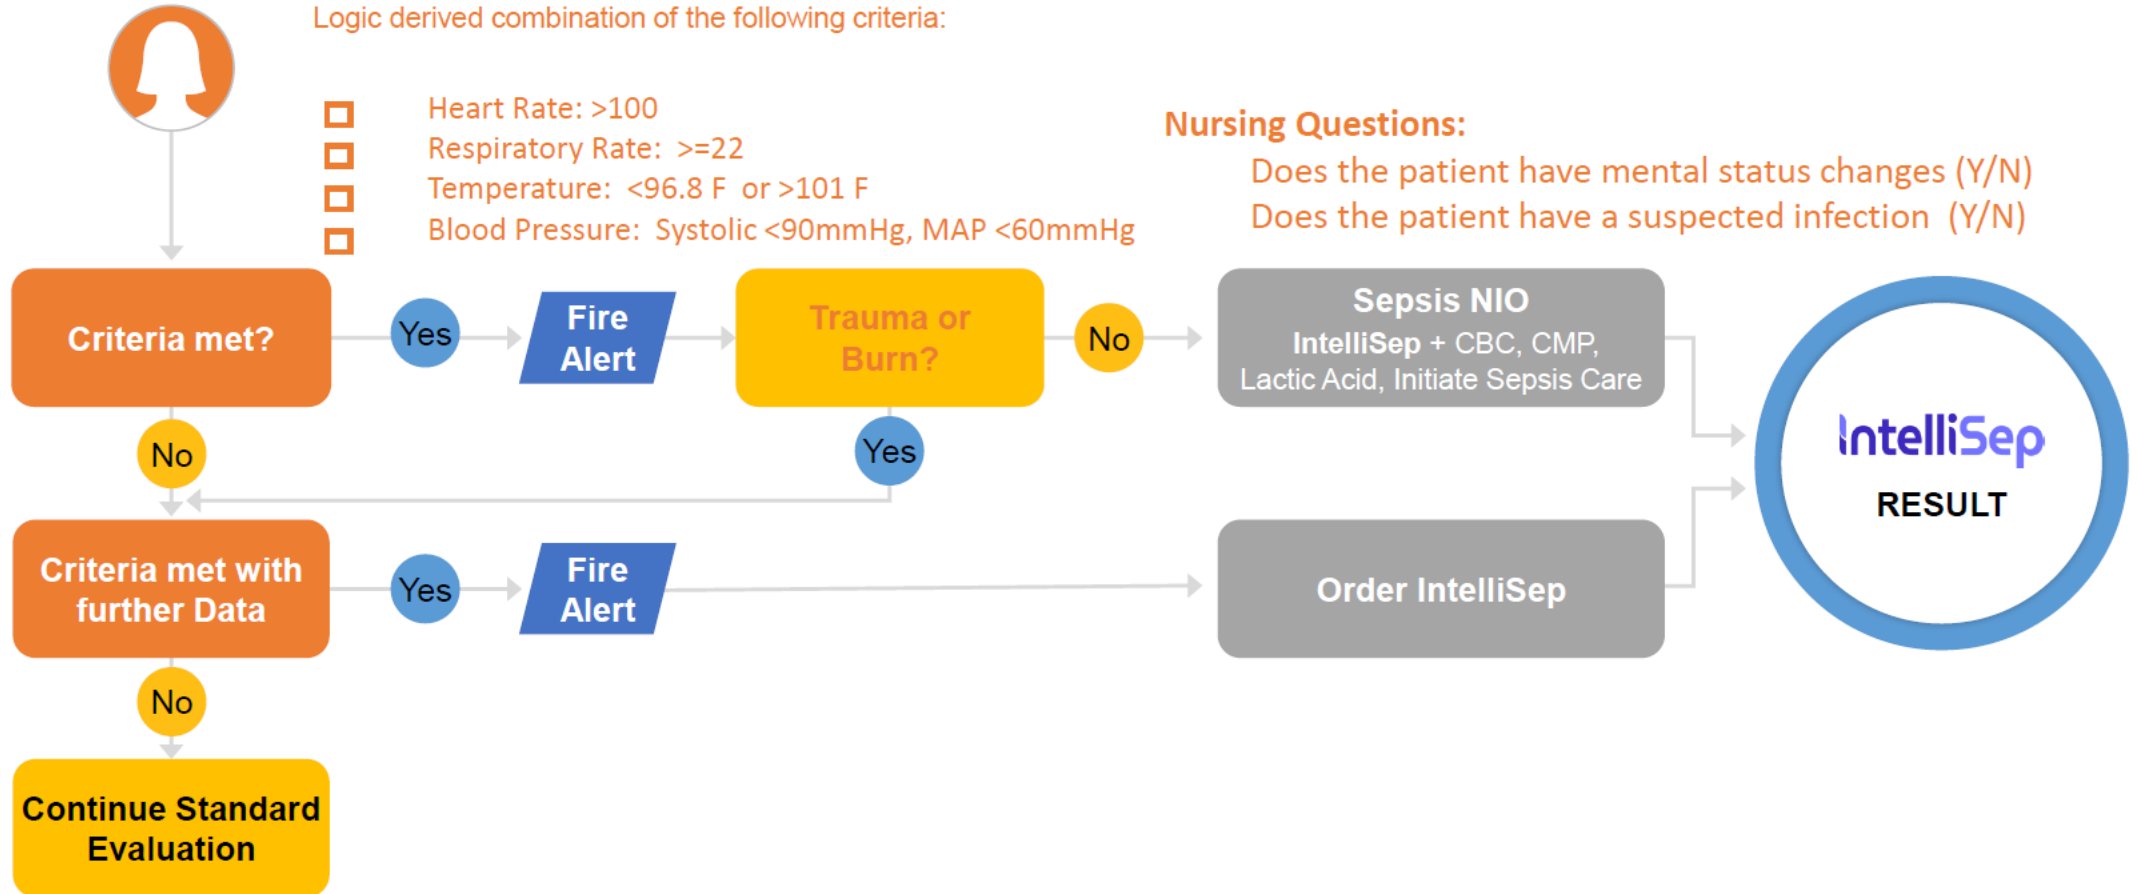 Logic derived combination of the following criteria:
Heart Rate: >100
Respiratory Rate: >=22
Temperature: <96.8 F or >101 F
Blood Pressure: Systolic <90mmHg, MAP <60mmHg
Nursing Questions:
Does the patient have mental status changes (Y/N)
Does the patient have a suspected infection (Y/N)
Criteria met?
Yes
Fire
Alert
Trauma or
Burn?
No
Sepsis NIO
IntelliSep + CBC, CMP,
Lactic Acid, Initiate Sepsis Care
No
Yes
IntelliSep
RESULT
Criteria met with
further Data
Yes
Fire
Alert
Order IntelliSep
No
Continue Standard
Evaluation